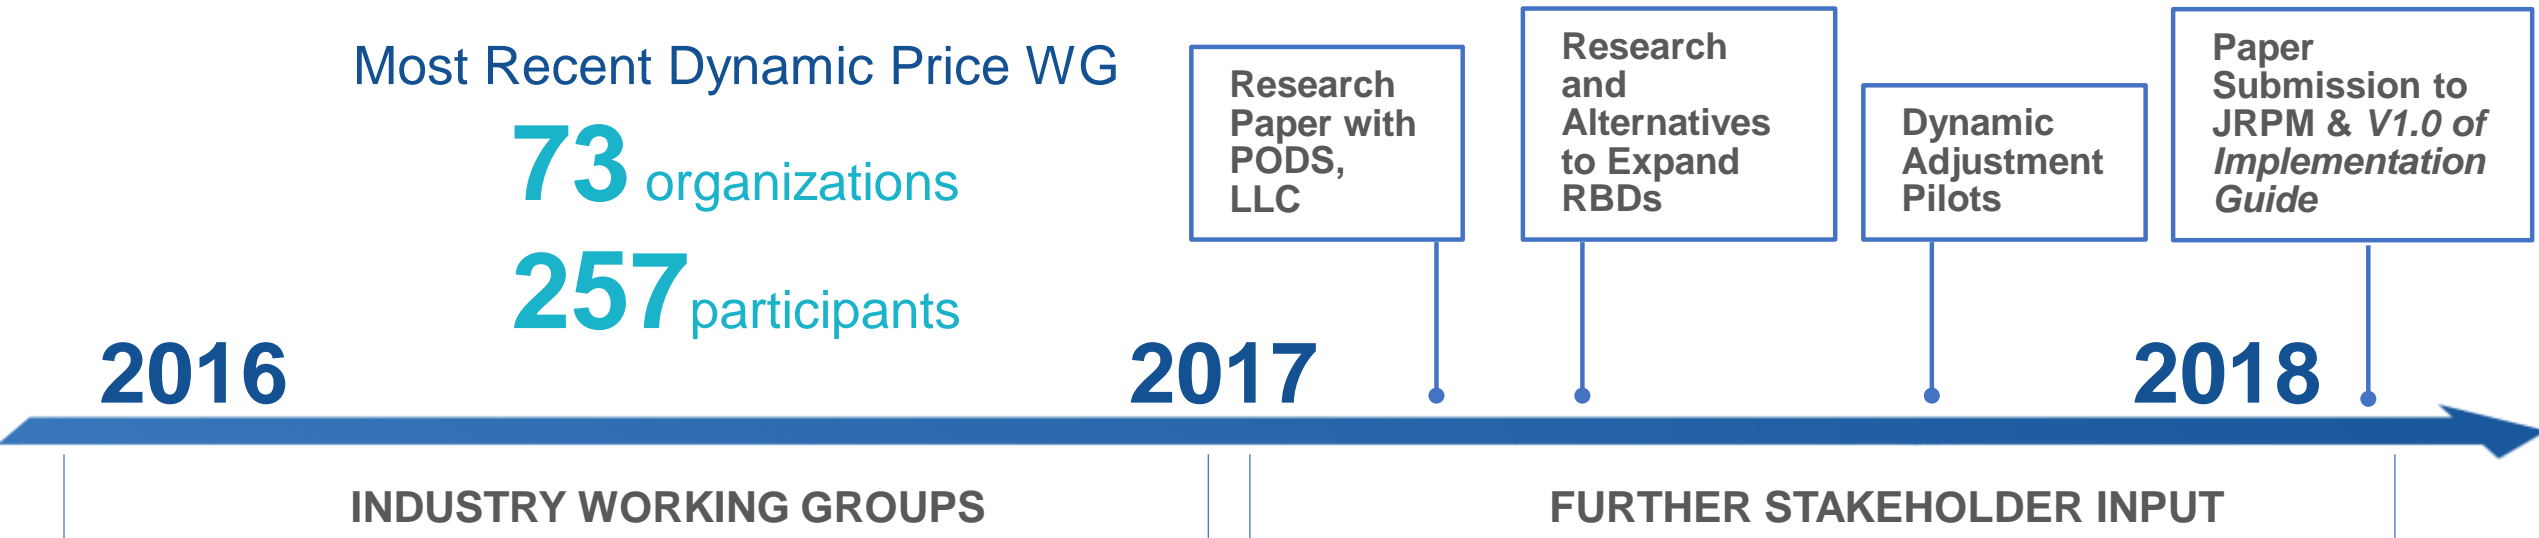 Most Recent Dynamic Price WG
73 organizations
257 participants
Research
Paper with
PODS,
LLC
Research
and
Alternatives
to Expand
RBDs
Dynamic
Adjustment
Pilots
Paper
Submission to
JRPM & V1.0 of
Implementation
Guide
2016
2017
2018
INDUSTRY WORKING GROUPS
FURTHER STAKEHOLDER INPUT